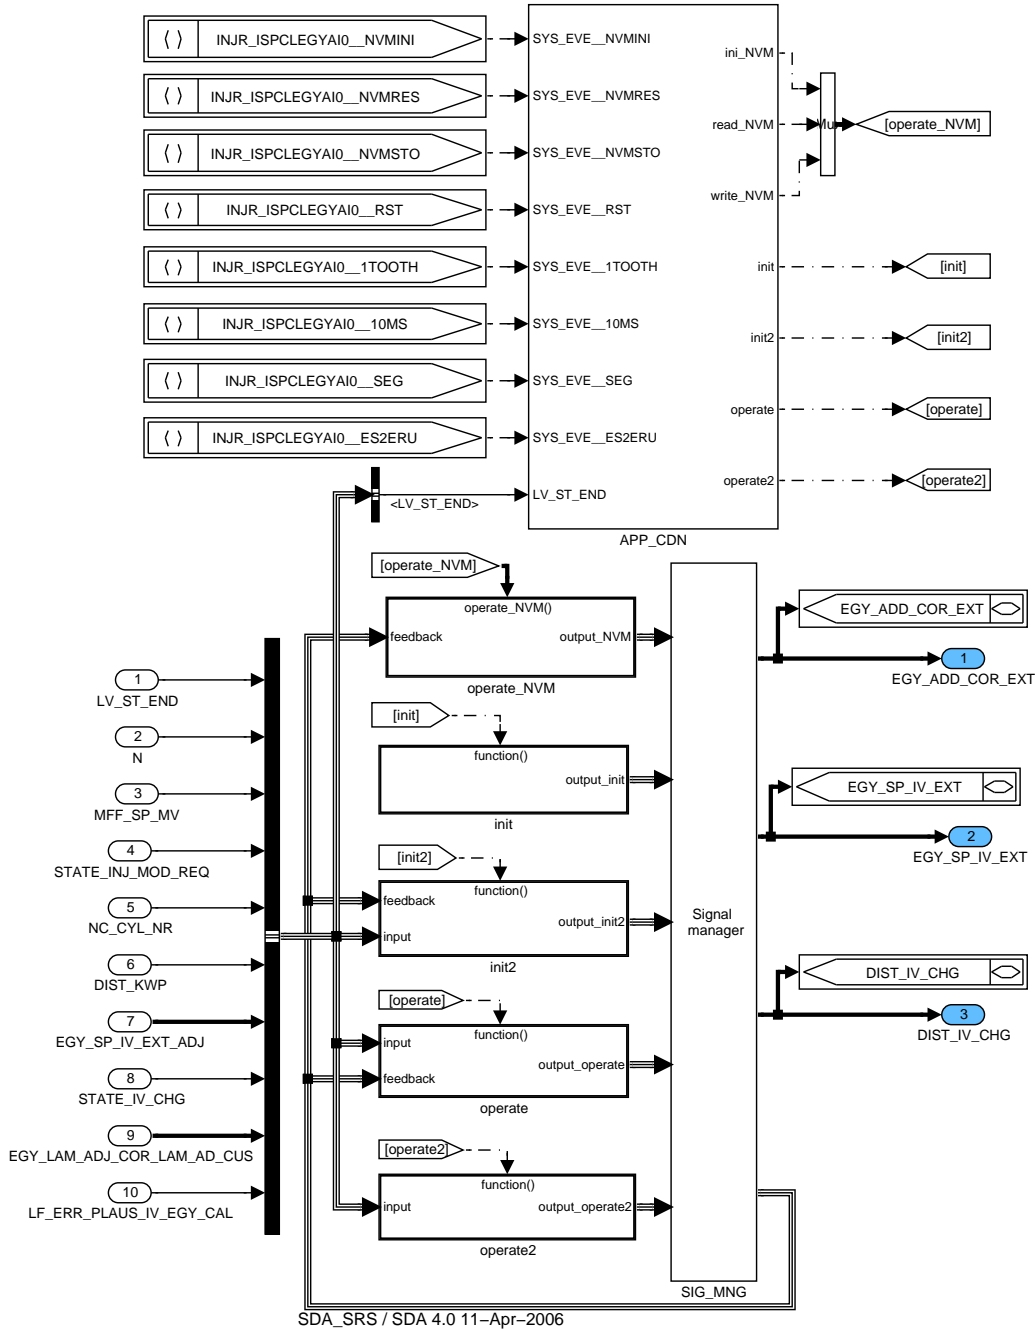 INJR_ISPCLEGYAI0__NVMINI
SYS_EVE__NVMINI
ini_NVM
INJR_ISPCLEGYAI0__NVMRES
SYS_EVE__NVMRES
read_NVM
Mux
[operate_NVM]
INJR_ISPCLEGYAI0__NVMSTO
SYS_EVE__NVMSTO
write_NVM
INJR_ISPCLEGYAI0__RST
SYS_EVE__RST
INJR_ISPCLEGYAI0__1TOOTH
SYS_EVE__1TOOTH
init
[init]
INJR_ISPCLEGYAI0__10MS
SYS_EVE__10MS
init2
[init2]
INJR_ISPCLEGYAI0__SEG
SYS_EVE__SEG
operate
[operate]
INJR_ISPCLEGYAI0__ES2ERU
SYS_EVE__ES2ERU
operate2
[operate2]
<LV_ST_END>
LV_ST_END
APP_CDN
[operate_NVM]
operate_NVM()
feedback
output_NVM
operate_NVM
EGY_ADD_COR_EXT
1
EGY_ADD_COR_EXT
1
LV_ST_END
2
N
3
MFF_SP_MV
4
STATE_INJ_MOD_REQ
5
NC_CYL_NR
6
DIST_KWP
7
EGY_SP_IV_EXT_ADJ
8
STATE_IV_CHG
9
EGY_LAM_ADJ_COR_LAM_AD_CUS
10
LF_ERR_PLAUS_IV_EGY_CAL
[init]
function()
output_init
init
EGY_SP_IV_EXT
2
EGY_SP_IV_EXT
[init2]
function()
feedback
input
output_init2
init2
Signal
manager
[operate]
function()
input
feedback
output_operate
operate
DIST_IV_CHG
3
DIST_IV_CHG
[operate2]
function()
input
output_operate2
operate2
SIG_MNG
SDA_SRS / SDA 4.0 11−Apr−2006